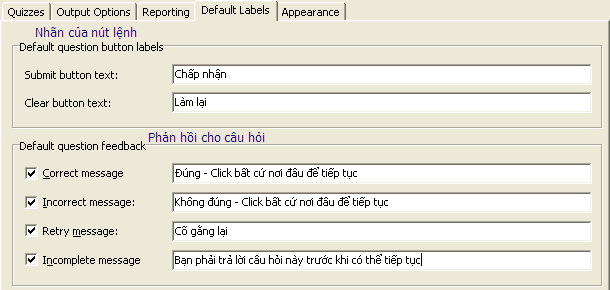 Quizzes Output Options Reporting Default Labels Appearance
Nhãn của nút lệnh
Default question button labels
Submit button text: Chấp nhận
Clear button text: Làm lại
Phản hồi cho câu hỏi
Default question feedback
Correct message Đúng - Click bất cứ nơi đâu để tiếp tục
Incorrect message: Không đúng - Click bất cứ nơi đâu để tiếp tục
Retry message: Cố gắng lại
Incomplete message Bạn phải trả lời câu hỏi này trước khi có thể tiếp tục